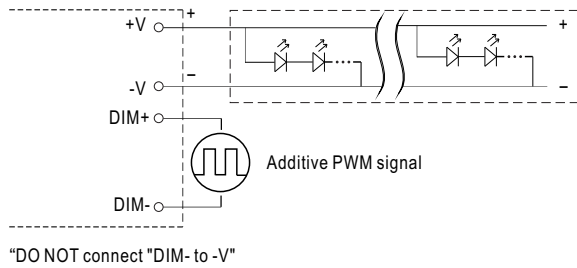 +V + +
-V − −
DIM+
Additive PWM signal
DIM-
“DO NOT connect "DIM- to -V"